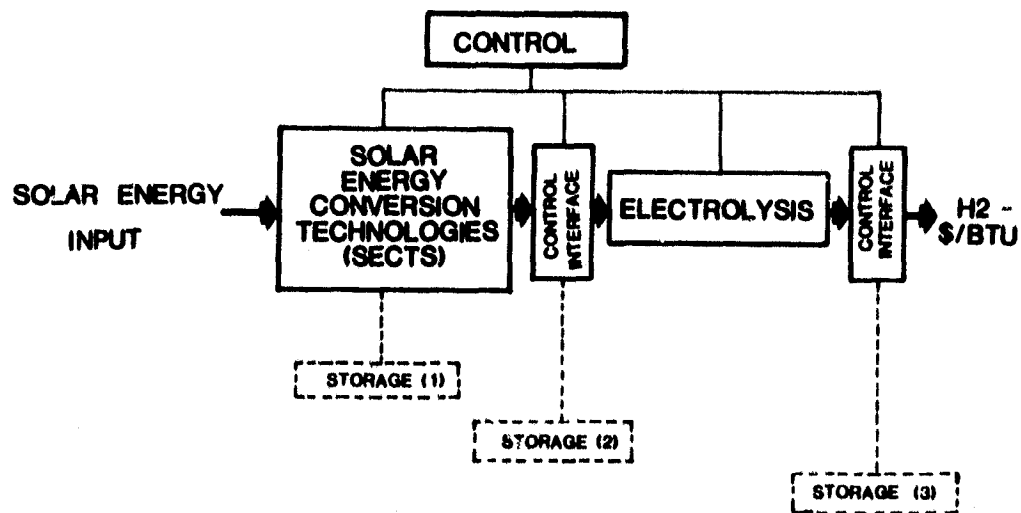 CONTROL
SOLAR ENERGY
INPUT
SOLAR
ENERGY
CONVERSION
TECHNOLOGIES
(SECTS)
CONTROL
INTERFACE
ELECTROLYSIS
CONTROL
INTERFACE
H2 -
$/BTU
STORAGE (1)
STORAGE (2)
STORAGE (3)